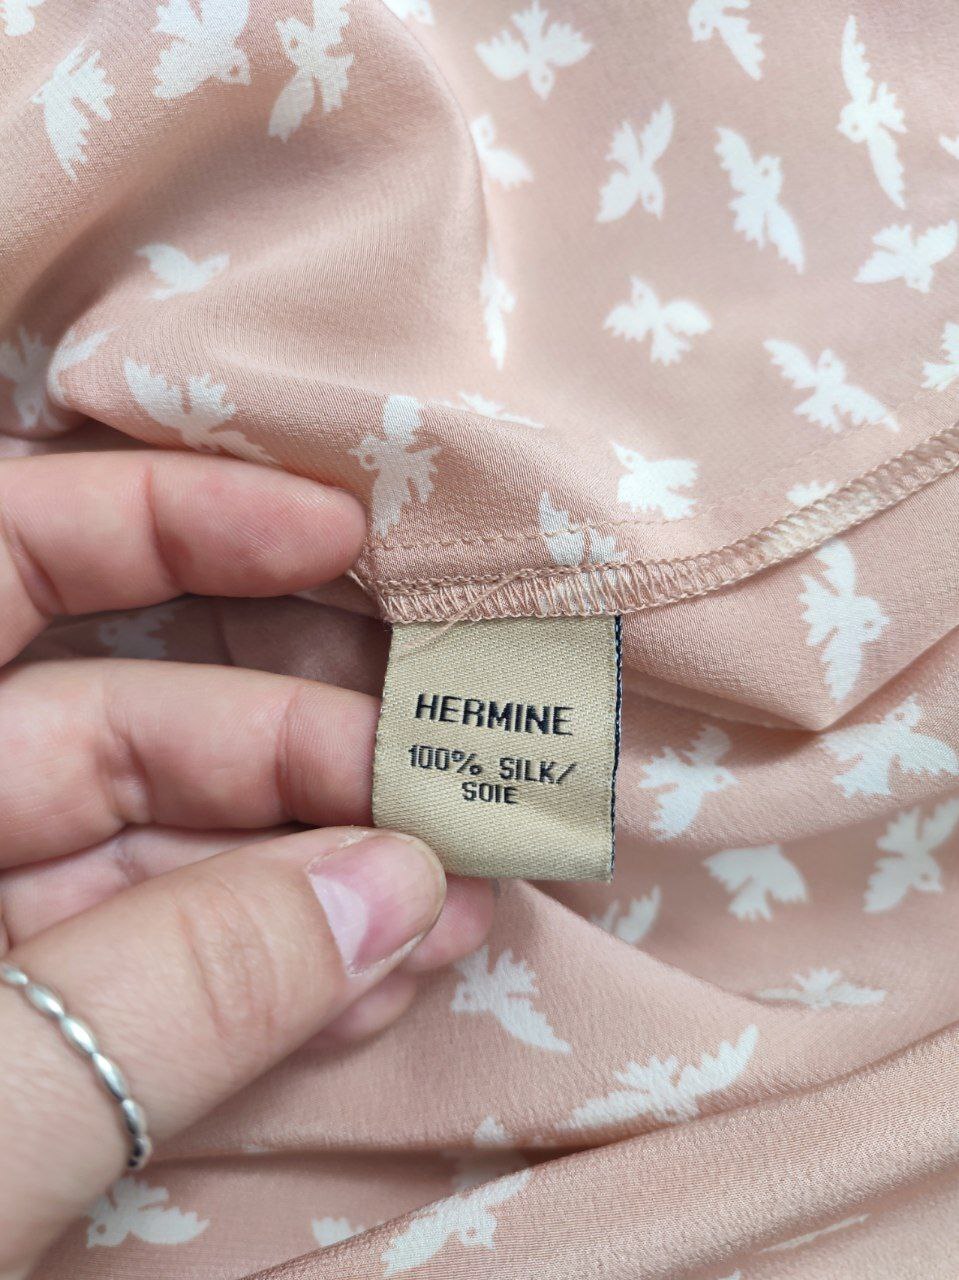 HERMINE
100% SILK/
SOIE